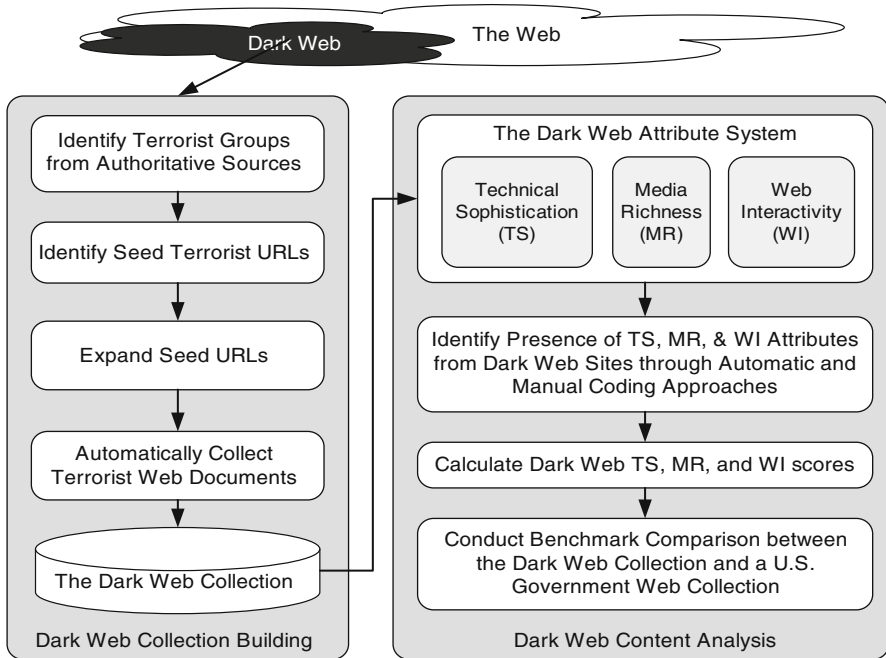 The Web
Dark Web
Identify Terrorist Groups
from Authoritative Sources
Identify Seed Terrorist URLs
Expand Seed URLs
Automatically Collect
Terrorist Web Documents
The Dark Web Collection
Dark Web Collection Building
The Dark Web Attribute System
Technical
Sophistication
(TS)
Media
Richness
(MR)
Web
Interactivity
(WI)
Identify Presence of TS, MR, & WI Attributes
from Dark Web Sites through Automatic and
Manual Coding Approaches
Calculate Dark Web TS, MR, and WI scores
Conduct Benchmark Comparison between
the Dark Web Collection and a U.S.
Government Web Collection
Dark Web Content Analysis